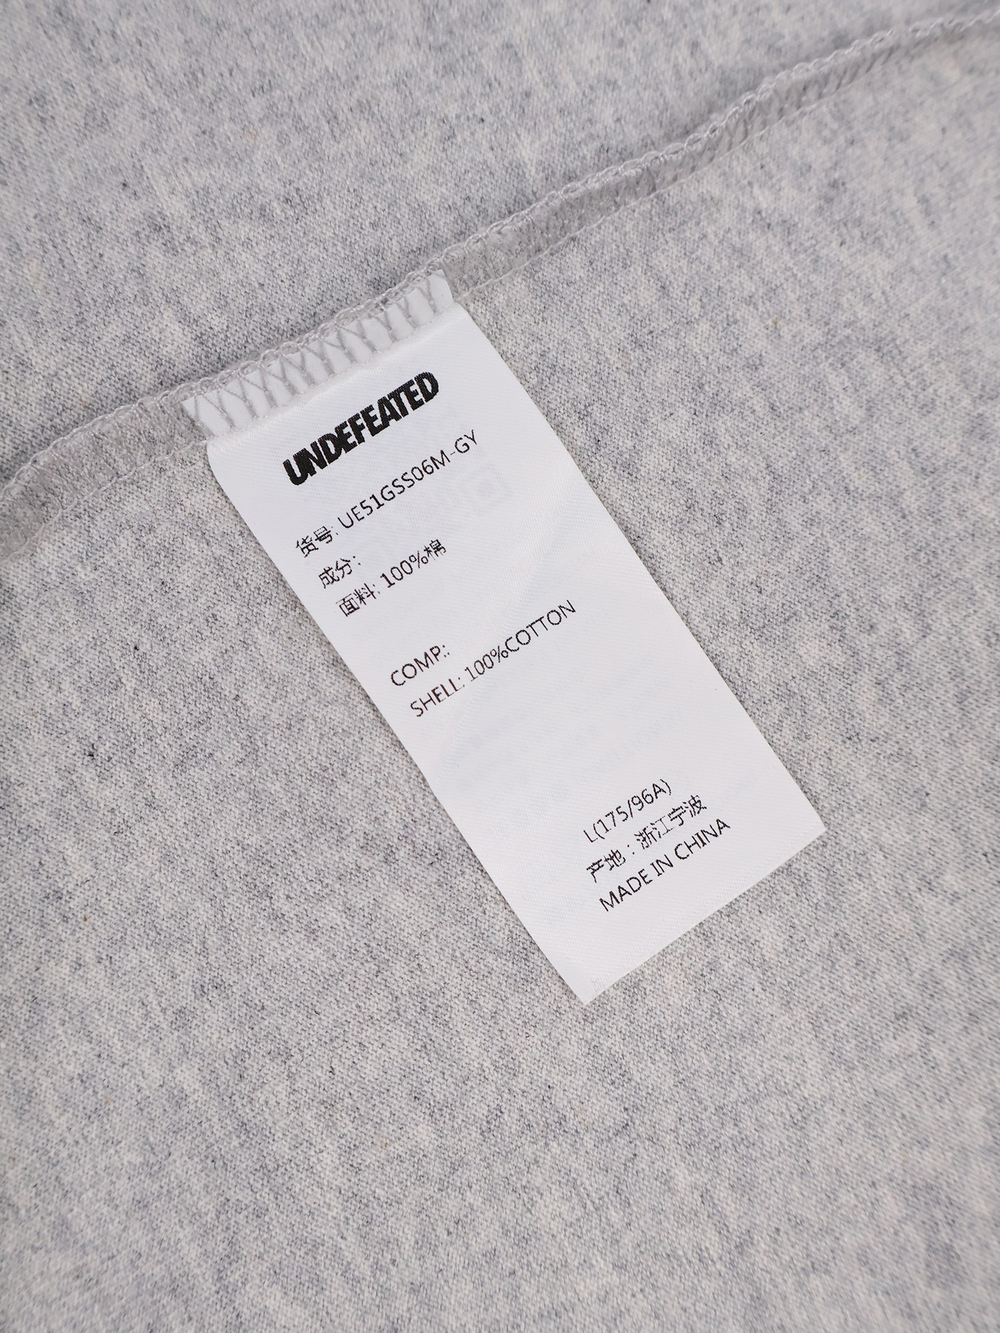 UNDEFEATED
货号: UE51GSS06M-GY
成分:
面料: 100%棉
COMP.:
SHELL: 100%COTTON
L(175/96A)
产地：浙江宁波
MADE IN CHINA